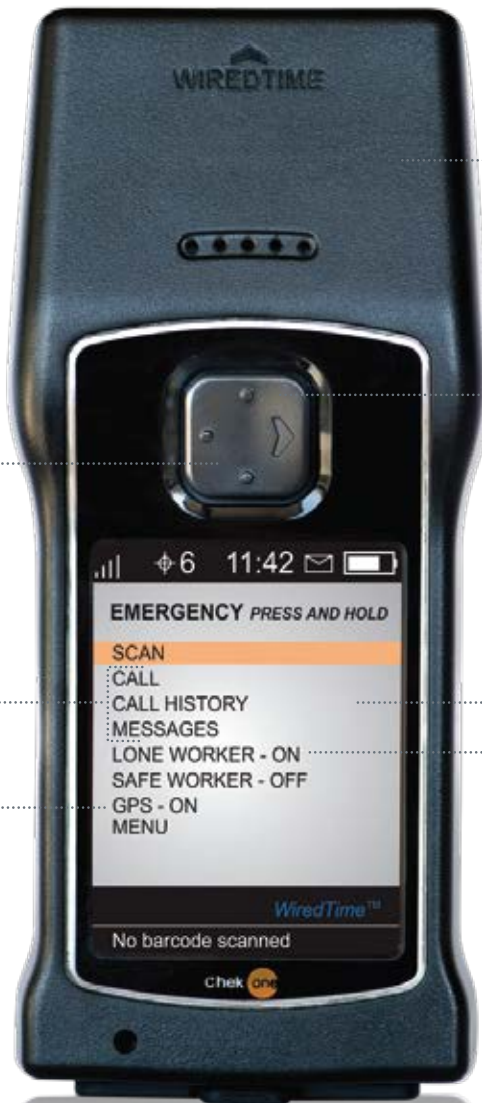 WIREDTIME
6 11:42
EMERGENCY PRESS AND HOLD
SCAN
CALL
CALL HISTORY
MESSAGES
LONE WORKER - ON
SAFE WORKER - OFF
GPS - ON
MENU
WiredTime™
No barcode scanned
Chek one